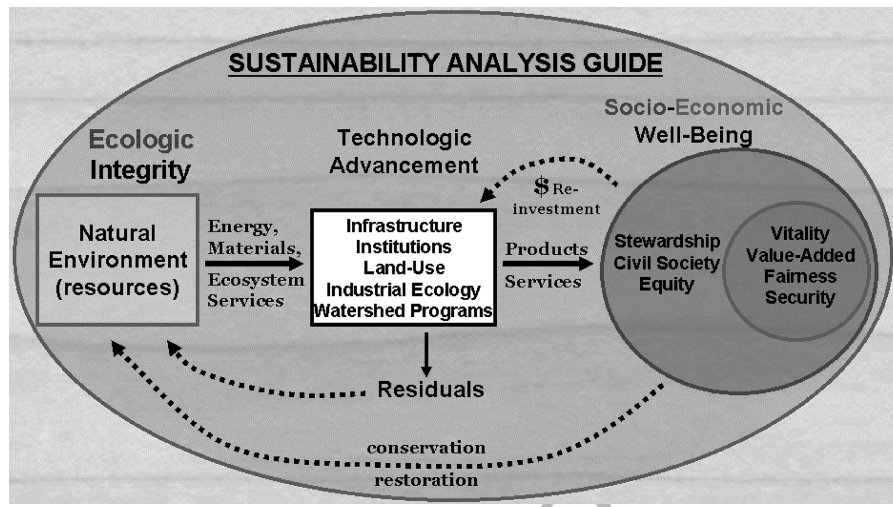 SUSTAINABILITY ANALYSIS GUIDE
Ecologic
Integrity
Technologic
Advancement
Socio-Economic
Well-Being
Natural
Environment
(resources)
Energy,
Materials,
Ecosystem
Services
Infrastructure
Institutions
Land-Use
Industrial Ecology
Watershed Programs
$ Re-
investment
Products
Services
Stewardship
Civil Society
Equity
Vitality
Value-Added
Fairness
Security
Residuals
conservation
restoration